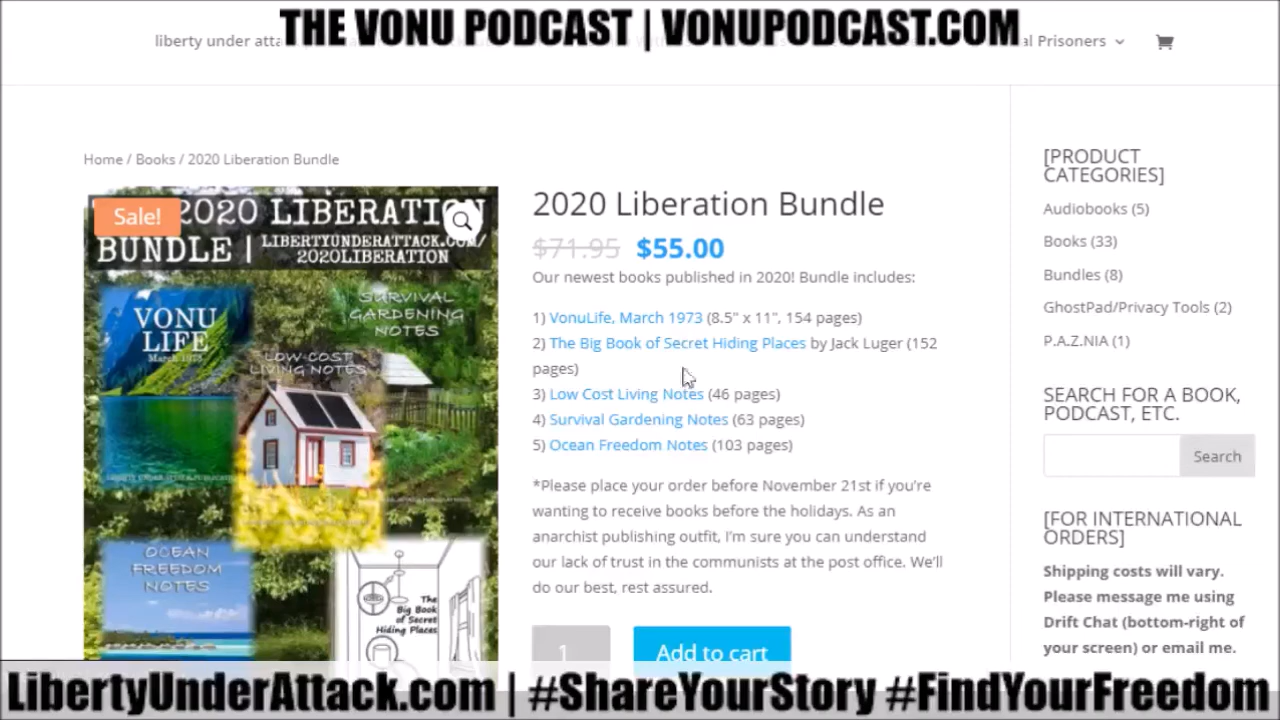 THE VONU PODCAST | VONUPODCAST.COM
liberty under atta
al Prisoners
Home / Books / 2020 Liberation Bundle
Sale!
2020 LIBERATION
BUNDLE | LIBERTYUNDERATTACK.COM/
2020LIBERATION
VONU
LIFE
March 1973
SURVIVAL
GARDENING
NOTES
LOW-COST
LIVING NOTES
OCEAN
FREEDOM
NOTES
The
Big Book
of Secret
Hiding Places
2020 Liberation Bundle
$71.95 $55.00
Our newest books published in 2020! Bundle includes:
1) VonuLife, March 1973 (8.5" x 11", 154 pages)
2) The Big Book of Secret Hiding Places by Jack Luger (152
pages)
3) Low Cost Living Notes (46 pages)
4) Survival Gardening Notes (63 pages)
5) Ocean Freedom Notes (103 pages)
*Please place your order before November 21st if you're
wanting to receive books before the holidays. As an
anarchist publishing outfit, I'm sure you can understand
our lack of trust in the communists at the post office. We'll
do our best, rest assured.
1
Add to cart
[PRODUCT
CATEGORIES]
Audiobooks (5)
Books (33)
Bundles (8)
GhostPad/Privacy Tools (2)
P.A.Z.NIA (1)
SEARCH FOR A BOOK,
PODCAST, ETC.
Search
[FOR INTERNATIONAL
ORDERS]
Shipping costs will vary.
Please message me using
Drift Chat (bottom-right of
your screen) or email me.
LibertyUnderAttack.com | #ShareYourStory #FindYourFreedom